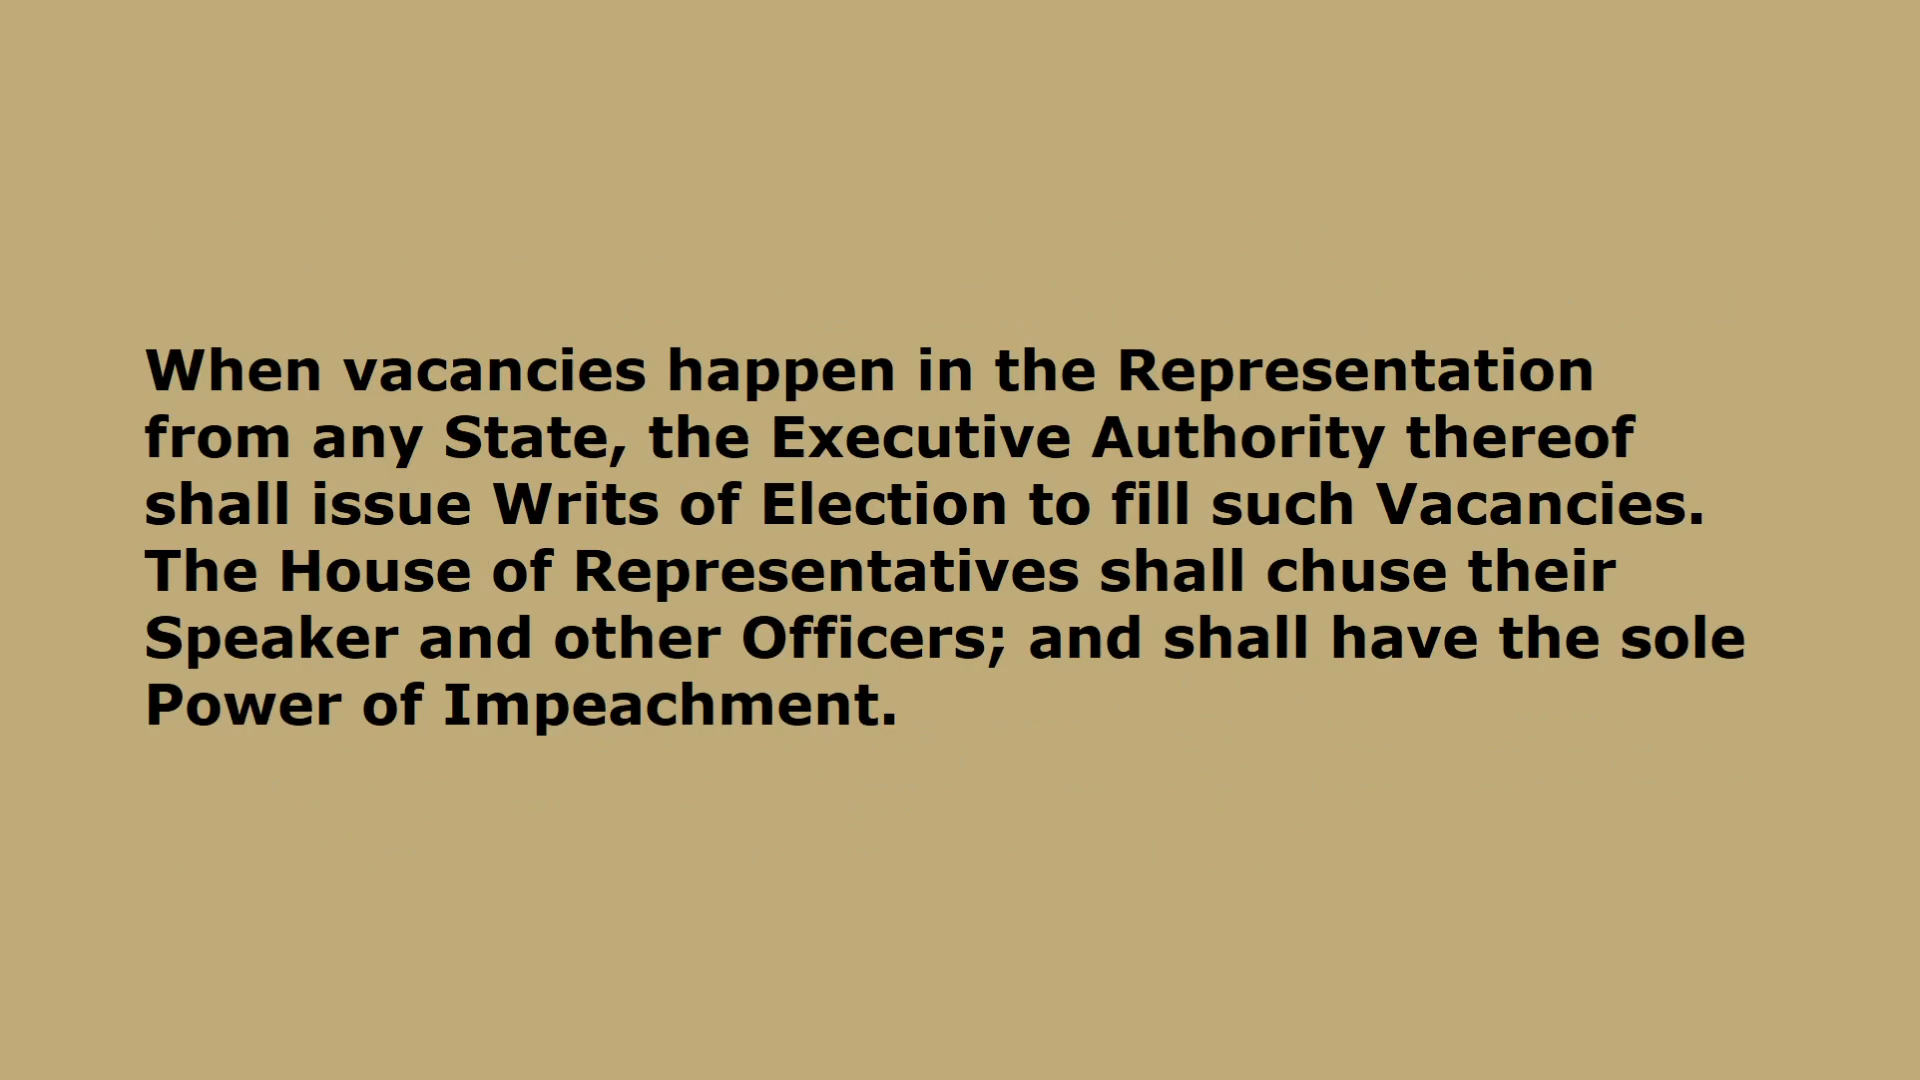 When vacancies happen in the Representation
from any State, the Executive Authority thereof
shall issue Writs of Election to fill such Vacancies.
The House of Representatives shall chuse their
Speaker and other Officers; and shall have the sole
Power of Impeachment.